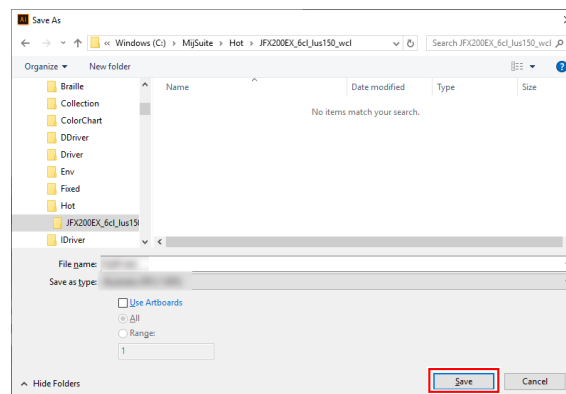 Ai Save As
« Windows (C:) › MijSuite › Hot › JFX200EX_6cl_lus150_wcl
Search JFX200EX_6cl_lus150_wcl
Organize
New folder
Name
Date modified
Type
Size
No items match your search.
Braille
Collection
ColorChart
DDriver
Driver
Env
Fixed
Hot
JFX200EX_6cl_lus150
IDriver
File name:
Save as type:
Use Artboards
All
Range:
1
Hide Folders
Save
Cancel